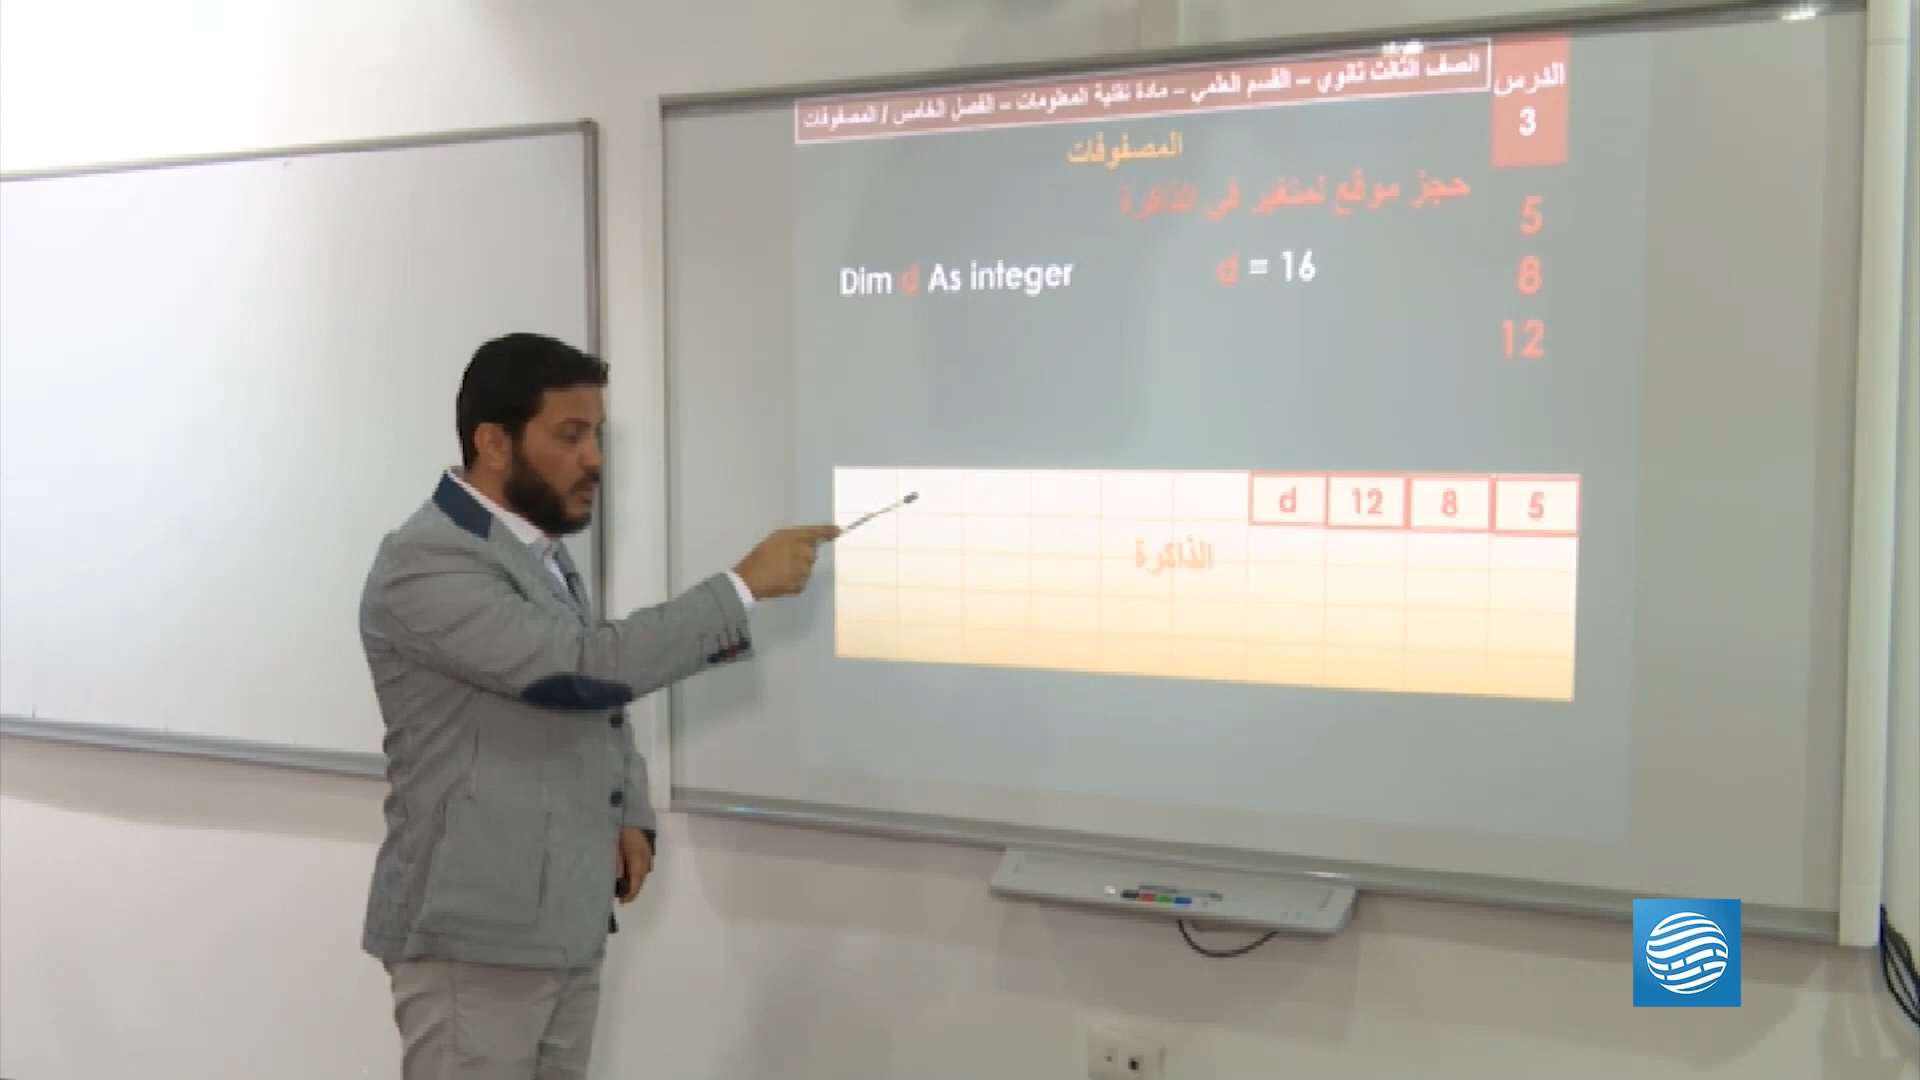 الصف الثالث ثانوي – القسم العلمي – مادة تقنية المعلومات – الفصل الخامس / المصفوفات
الدرس
3
المصفوفات
حجز موقع لمتغير في الذاكرة
Dim d As integer
d = 16
5
8
12
d 12 8 5
الذاكرة